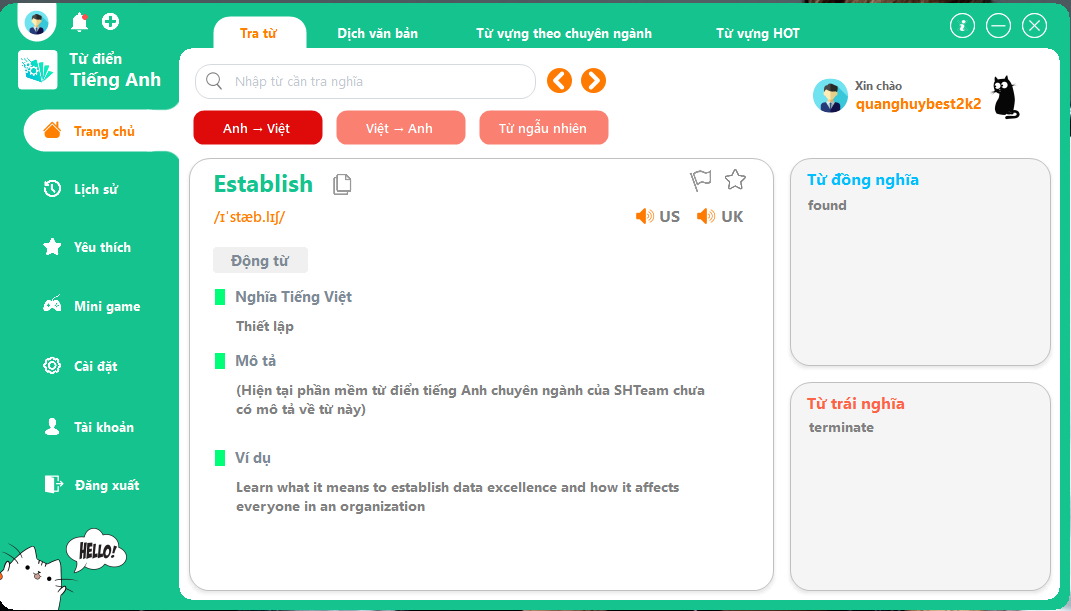 Tra từ
Dịch văn bản
Từ vựng theo chuyên ngành
Từ vựng HOT
Từ điển
Tiếng Anh
Nhập từ cần tra nghĩa
Xin chào
quanghuybest2k2
Trang chủ
Lịch sử
Yêu thích
Mini game
Cài đặt
Tài khoản
Đăng xuất
HELLO!
Anh → Việt
Việt → Anh
Từ ngẫu nhiên
Establish
/ɪˈstæb.lɪʃ/
US
UK
Động từ
Nghĩa Tiếng Việt
Thiết lập
Mô tả
(Hiện tại phần mềm từ điển tiếng Anh chuyên ngành của SHTeam chưa
có mô tả về từ này)
Ví dụ
Learn what it means to establish data excellence and how it affects
everyone in an organization
Từ đồng nghĩa
found
Từ trái nghĩa
terminate